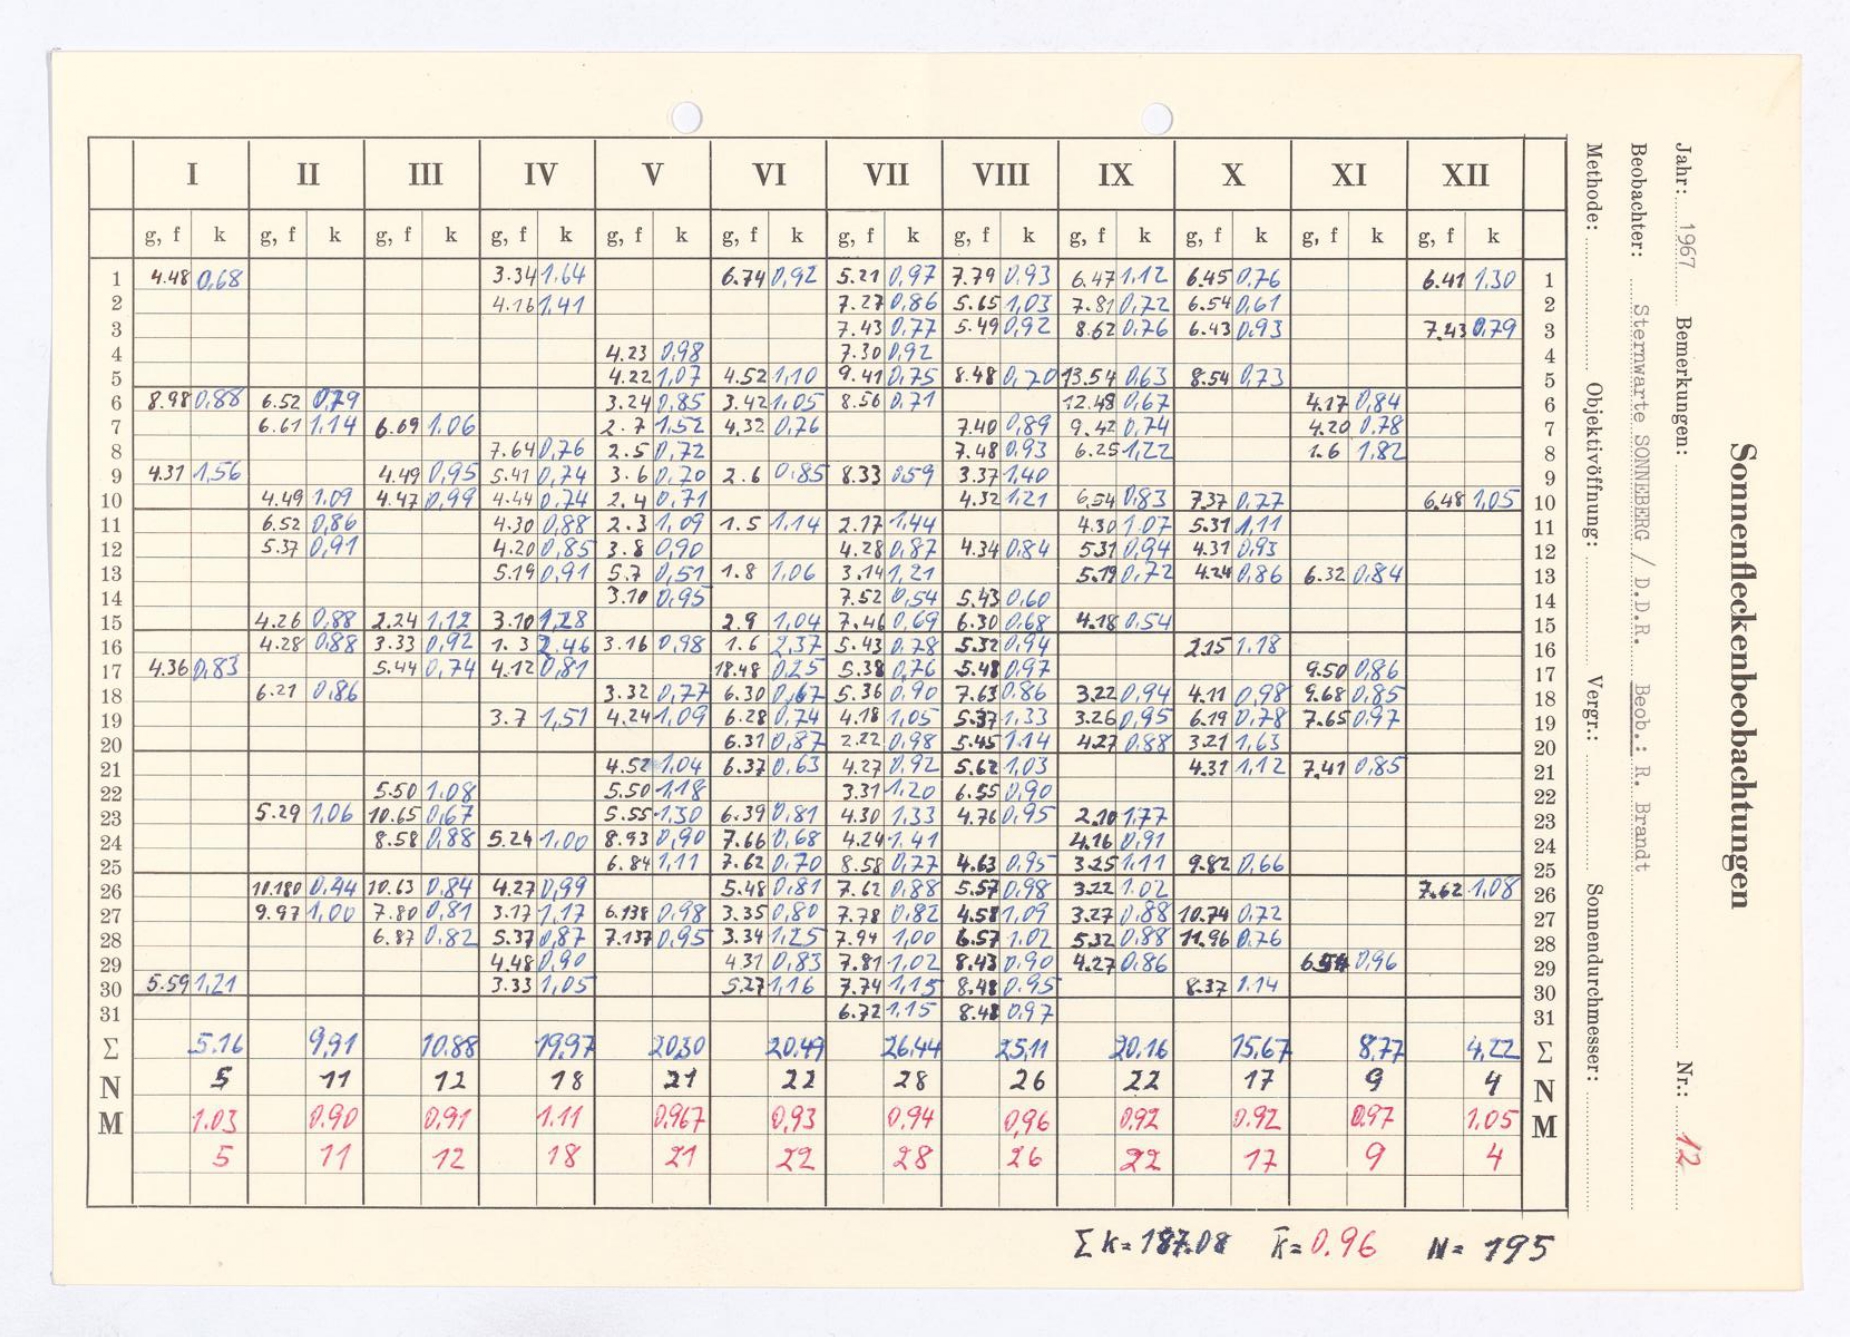 I II III IV V VI VII VIII IX X XI XII
g, f k g, f k g, f k g, f k g, f k g, f k g, f k g, f k g, f k g, f k g, f k g, f k
1 4.48 0,68 3.34 1.64 6.74 0,92 5.21 0,97 7.79 0,93 6.47 1,12 6.45 0,76 6.41 1,30 1
2 4.16 1,41 7.27 0,86 5.65 1,03 7.81 0,72 6.54 0,61 2
3 7.43 0,77 5.49 0,92 8.62 0,76 6.43 0,93 7.43 0,79 3
4 4.23 0,98 7.30 0,92 4
5 4.22 1,07 4.52 1,10 9.41 0,75 8.48 0,70 13.54 0,63 8.54 0,73 5
6 8.98 0,88 6.52 0,79 3.24 0,85 3.42 1,05 8.56 0,71 12.48 0,67 4.17 0,84 6
7 6.61 1,14 6.69 1,06 2.7 1,52 4,32 0,76 7.40 0,89 9.42 0,74 4.20 0,78 7
8 7.64 0,76 2.5 0,72 7.48 0,93 6.25 1,22 1.6 1,82 8
9 4.31 1,56 4.49 0,95 5.41 0,74 3.6 0,70 2.6 0,85 8.33 0,59 3.37 1,40 9
10 4.49 1,09 4.47 0,99 4.44 0,74 2.4 0,71 4.32 1,21 6,54 0,83 7.37 0,77 6.48 1,05 10
11 6.52 0,86 4.30 0,88 2.3 1,09 1.5 1,14 2.17 1,44 4.30 1,07 5.31 1,11 11
12 5.37 0,91 4.20 0,85 3.8 0,90 4.28 0,87 4.34 0,84 5.31 0,94 4.31 0,93 12
13 5.19 0,91 5.7 0,51 1.8 1,06 3.14 1,21 5.19 0,72 4.24 0,86 6.32 0,84 13
14 3.10 0,95 7.52 0,54 5.43 0,60 14
15 4.26 0,88 2.24 1,12 3.10 1,28 2.9 1,04 7.46 0,69 6.30 0,68 4.18 0,54 15
16 4.28 0,88 3.33 0,92 1.3 2,46 3.16 0,98 1.6 2,37 5.43 0,78 5.32 0,94 2.15 1,18 16
17 4.36 0,83 5.44 0,74 4.12 0,81 18.48 0,25 5.38 0,76 5.48 0,97 9.50 0,86 17
18 6.21 0,86 3.32 0,77 6.30 0,67 5.36 0,90 7.63 0.86 3.22 0,94 4.11 0,98 9.68 0,85 18
19 3.7 1,51 4.24 1,09 6.28 0,74 4.18 1,05 5.37 1,33 3.26 0,95 6.19 0,78 7.65 0,97 19
20 6.31 0,87 2.22 0,98 5.45 1.14 4.27 0,88 3.21 1,63 20
21 4.52 1,04 6.37 0,63 4.27 0,92 5.62 1,03 4.31 1,12 7.41 0,85 21
22 5.50 1,08 5.50 1,18 3.31 1,20 6.55 0,90 22
23 5.29 1,06 10.65 0,67 5.55 1,30 6.39 0,81 4.30 1,33 4.76 0,95 2.10 1,77 23
24 8.58 0,88 5.24 1,00 8.93 0,90 7.66 0,68 4.24 1,41 4.16 0,91 24
25 6.84 1,11 7.62 0,70 8.58 0,77 4.63 0,95 3.25 1,11 9.82 0,66 25
26 10.180 0,44 10.63 0,84 4.27 0,99 5.48 0,81 7.62 0,88 5.57 0,98 3.22 1.02 7.62 1,08 26
27 9.97 1,00 7.80 0,81 3.17 1,17 6.138 0,98 3.35 0,80 7.78 0,82 4.58 1,09 3.27 0,88 10.74 0,72 27
28 6.87 0,82 5.37 0,87 7.137 0,95 3.34 1,25 7.94 1,00 6.57 1.02 5.32 0,88 11.96 0,76 28
29 4.48 0,90 4.31 0,83 7.81 1,02 8.43 0,90 4.27 0,86 0,96 29
30 5.59 1,21 3.33 1,05 5.27 1,16 7.74 1,15 8.48 0.95 8.37 1.14 30
31 6.72 1,15 8.48 0,97 31
Σ 5.16 9,91 10.88 19,97 20,30 20,49 26,44 25,11 20.16 15,67 8,77 4,22 Σ
N 5 11 12 18 21 22 28 26 22 17 9 4 N
M 1.03 0.90 0,91 1.11 0,967 0,93 0,94 0,96 0,92 0.92 0,97 1,05 M
5 11 12 18 21 22 28 26 22 17 9 4
Σ k = 187.08 k̄ = 0.96 N = 195
Sonnenfleckenbeobachtungen
Jahr: 1967 Bemerkungen: Nr.: 12
Beobachter: Sternwarte SONNEBERG / D.D.R. Beob.: R. Brandt
Methode: Objektivöffnung: Vergr.: Sonnendurchmesser: